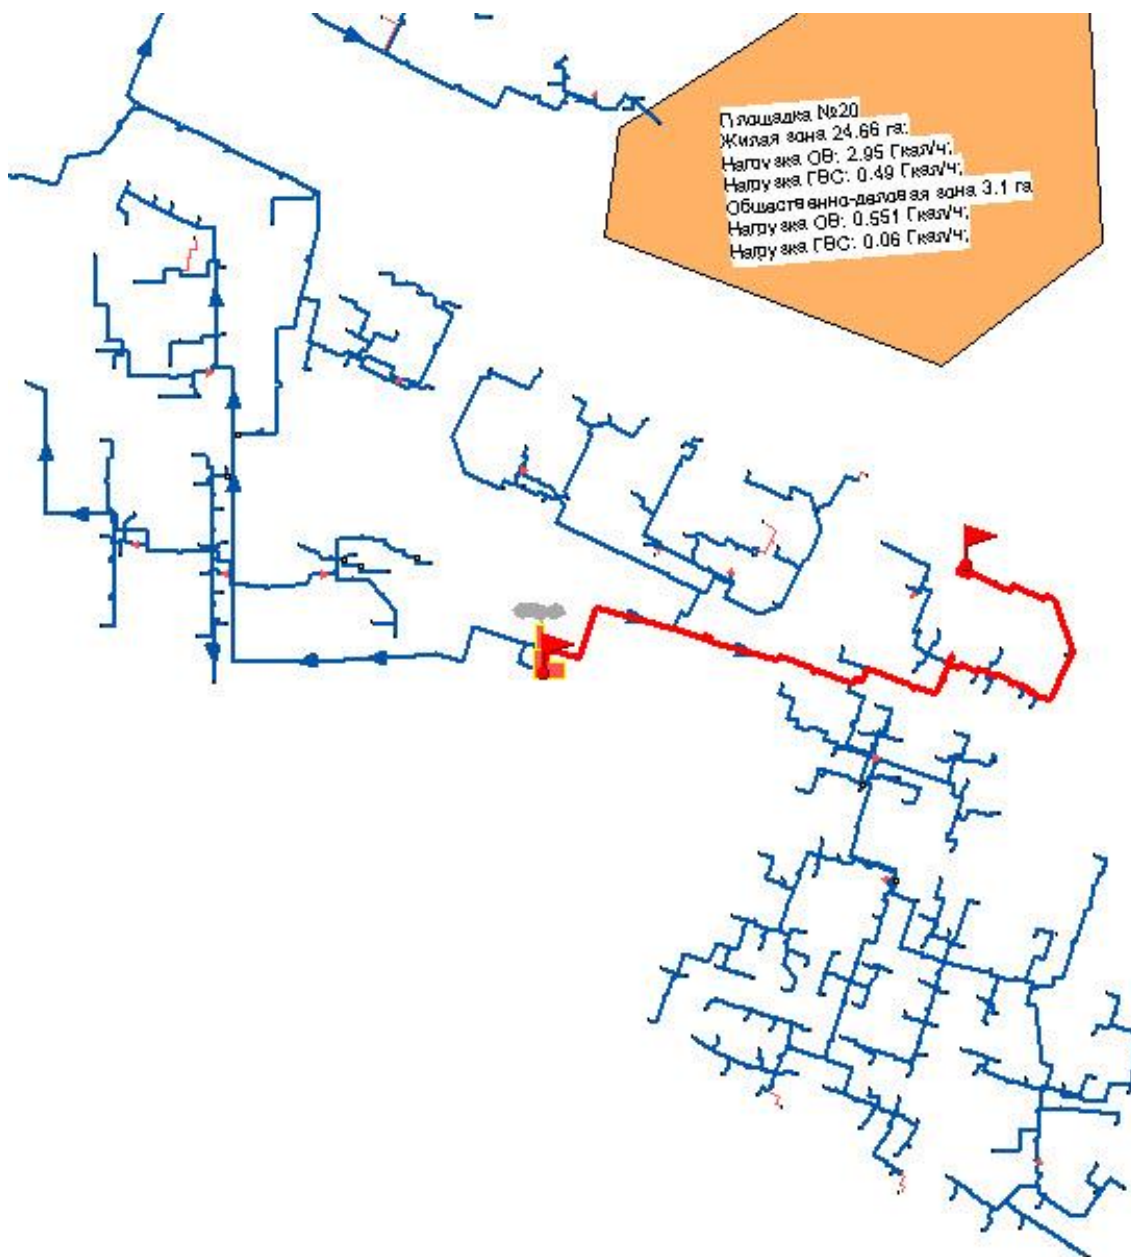 Площадка №20
Жилая зона 24.66 га:
Нагрузка ОВ: 2.95 Гкал/ч;
Нагрузка ГВС: 0.49 Гкал/ч;
Общественно-деловая зона 3.1 га
Нагрузка ОВ: 0.551 Гкал/ч;
Нагрузка ГВС: 0.06 Гкал/ч;